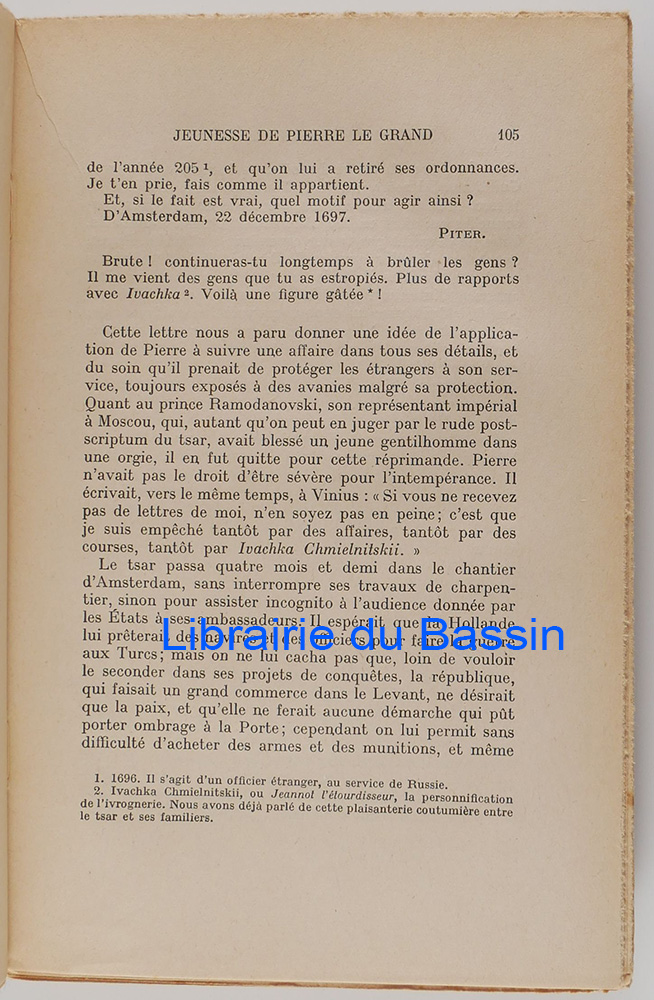 JEUNESSE DE PIERRE LE GRAND 105
de l'année 205 ¹, et qu'on lui a retiré ses ordonnances.
Je t'en prie, fais comme il appartient.
Et, si le fait est vrai, quel motif pour agir ainsi ?
D'Amsterdam, 22 décembre 1697.
PITER.
Brute ! continueras-tu longtemps à brûler les gens ?
Il me vient des gens que tu as estropiés. Plus de rapports
avec Ivachka ². Voilà une figure gâtée * !
Cette lettre nous a paru donner une idée de l'applica-
tion de Pierre à suivre une affaire dans tous ses détails, et
du soin qu'il prenait de protéger les étrangers à son ser-
vice, toujours exposés à des avanies malgré sa protection.
Quant au prince Ramodanovski, son représentant impérial
à Moscou, qui, autant qu'on peut en juger par le rude post-
scriptum du tsar, avait blessé un jeune gentilhomme dans
une orgie, il en fut quitte pour cette réprimande. Pierre
n'avait pas le droit d'être sévère pour l'intempérance. Il
écrivait, vers le même temps, à Vinius : « Si vous ne recevez
pas de lettres de moi, n'en soyez pas en peine ; c'est que
je suis empêché tantôt par des affaires, tantôt par des
courses, tantôt par Ivachka Chmielnitskii. »
Le tsar passa quatre mois et demi dans le chantier
d'Amsterdam, sans interrompre ses travaux de charpen-
tier, sinon pour assister incognito à l'audience donnée par
les États à ses ambassadeurs. Il espérait que la Hollande
lui prêterait des navires et des officiers pour faire la guerre
Librairie du Bassin
aux Turcs ; mais on ne lui cacha pas que, loin de vouloir
le seconder dans ses projets de conquêtes, la république,
qui faisait un grand commerce dans le Levant, ne désirait
que la paix, et qu'elle ne ferait aucune démarche qui pût
porter ombrage à la Porte ; cependant on lui permit sans
difficulté d'acheter des armes et des munitions, et même
1. 1696. Il s'agit d'un officier étranger, au service de Russie.
2. Ivachka Chmielnitskii, ou Jeannot l'étourdisseur, la personnification
de l'ivrognerie. Nous avons déjà parlé de cette plaisanterie coutumière entre
le tsar et ses familiers.